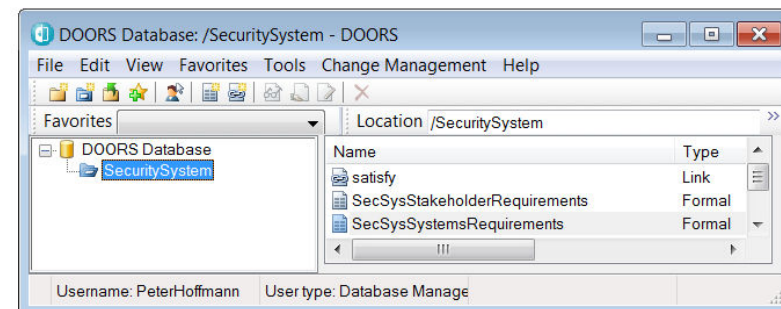 DOORS Database: /SecuritySystem - DOORS
File Edit View Favorites Tools Change Management Help
Favorites Location /SecuritySystem
DOORS Database
SecuritySystem
Name Type
satisfy Link
SecSysStakeholderRequirements Formal
SecSysSystemsRequirements Formal
Username: PeterHoffmann User type: Database Manage